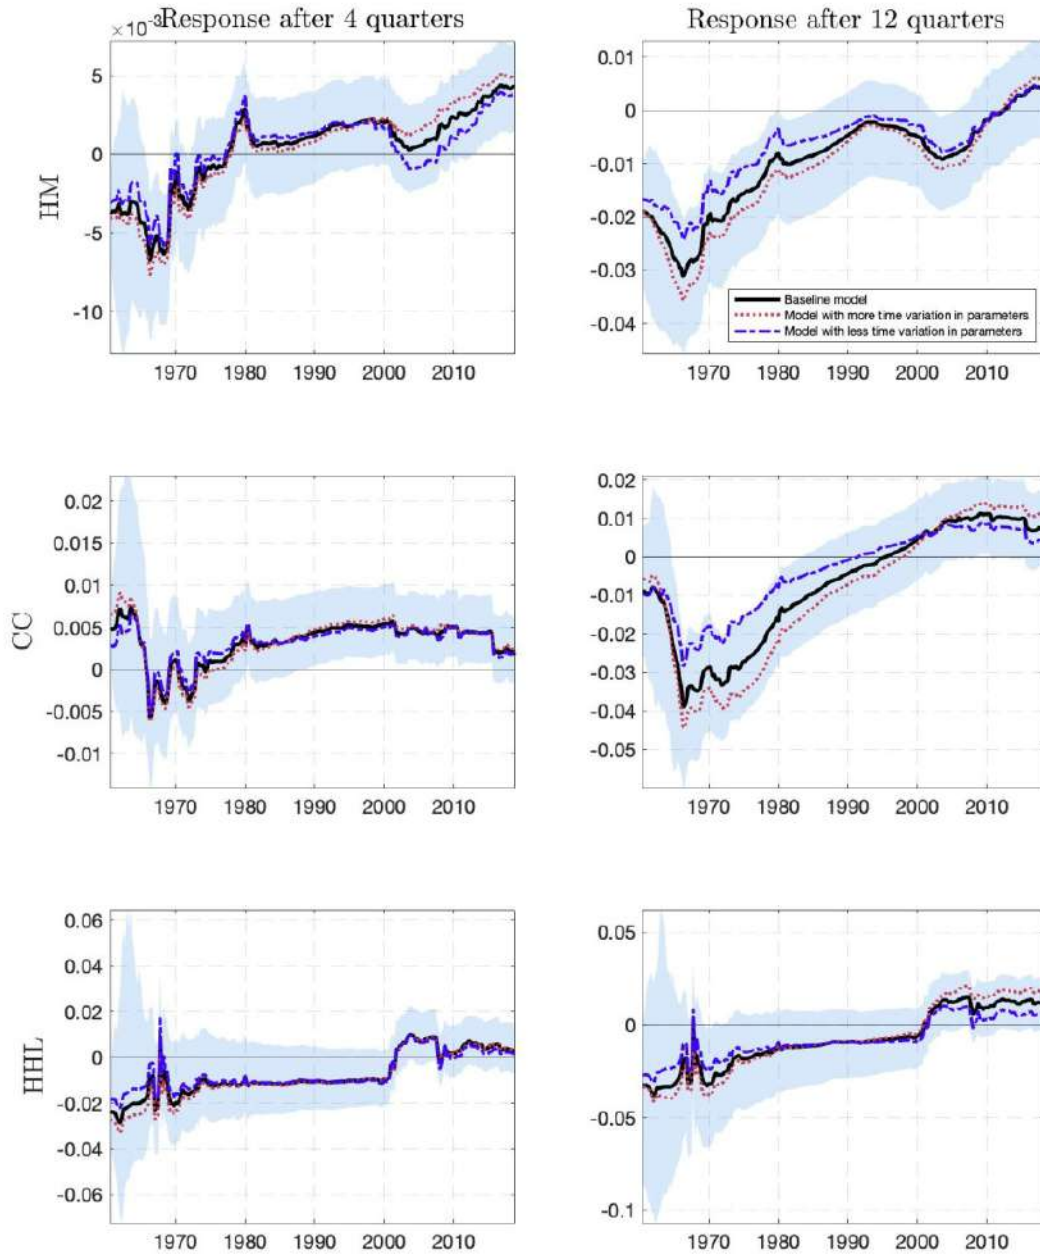 Response after 4 quarters
Response after 12 quarters
×10⁻³
5
0
-5
-10
HM
1970 1980 1990 2000 2010
0.01
0
-0.01
-0.02
-0.03
-0.04
Baseline model
Model with more time variation in parameters
Model with less time variation in parameters
1970 1980 1990 2000 2010
0.02
0.015
0.01
0.005
0
-0.005
-0.01
CC
1970 1980 1990 2000 2010
0.02
0.01
0
-0.01
-0.02
-0.03
-0.04
-0.05
1970 1980 1990 2000 2010
0.06
0.04
0.02
0
-0.02
-0.04
-0.06
HHL
1970 1980 1990 2000 2010
0.05
0
-0.05
-0.1
1970 1980 1990 2000 2010